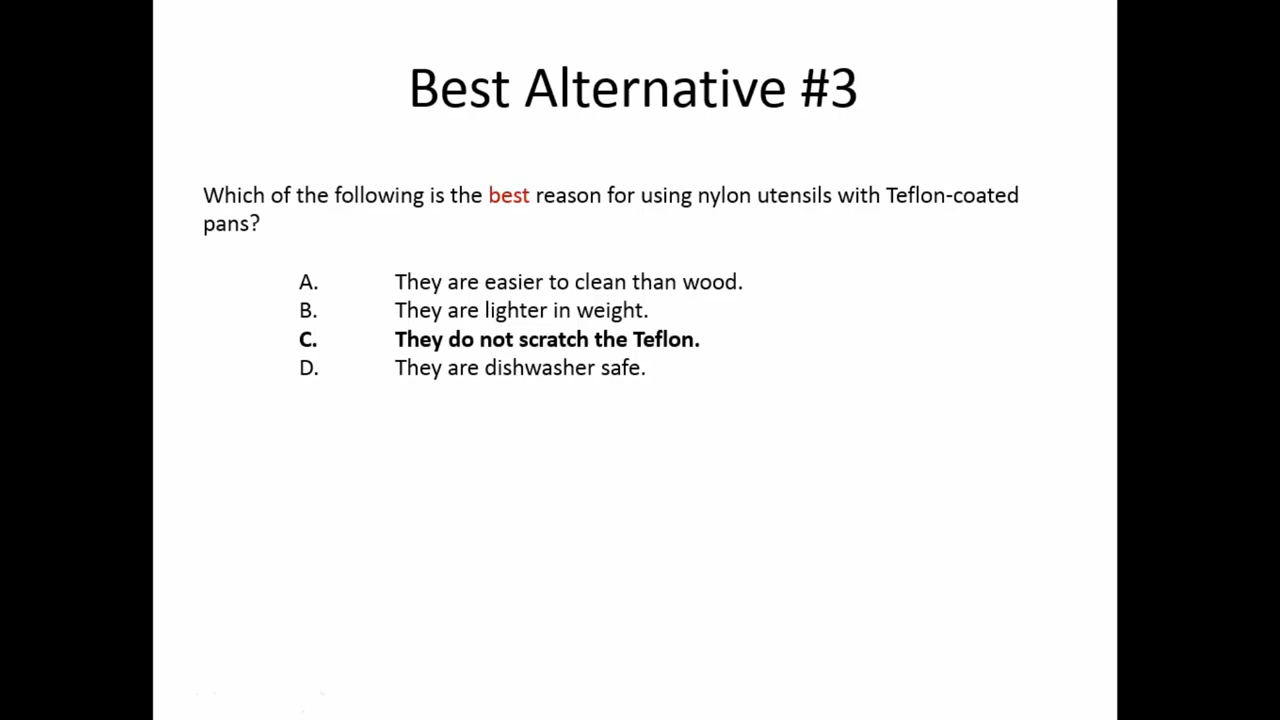 Best Alternative #3
Which of the following is the best reason for using nylon utensils with Teflon-coated
pans?
A. They are easier to clean than wood.
B. They are lighter in weight.
C. They do not scratch the Teflon.
D. They are dishwasher safe.